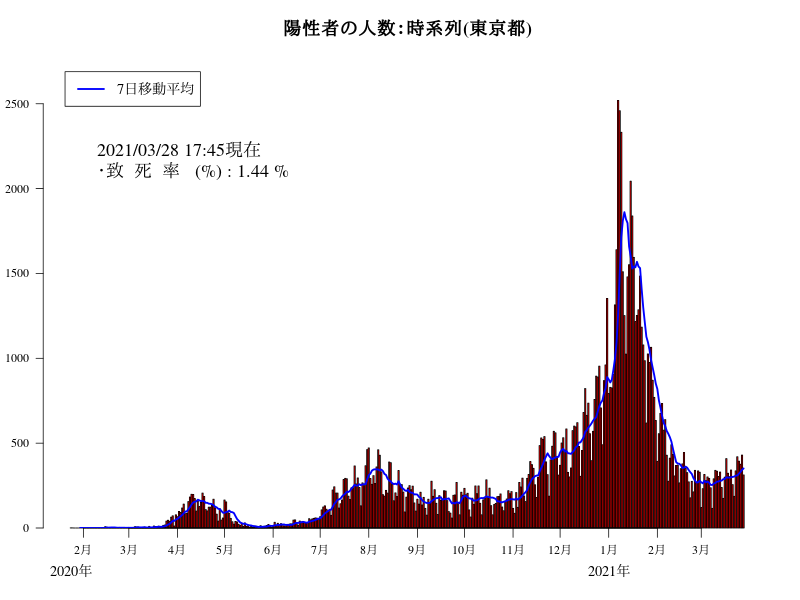 陽性者の人数：時系列(東京都)
7日移動平均
2021/03/28 17:45現在
・致 死 率 (%) : 1.44 %
2500
2000
1500
1000
500
0
2月 3月 4月 5月 6月 7月 8月 9月 10月 11月 12月 1月 2月 3月
2020年 2021年